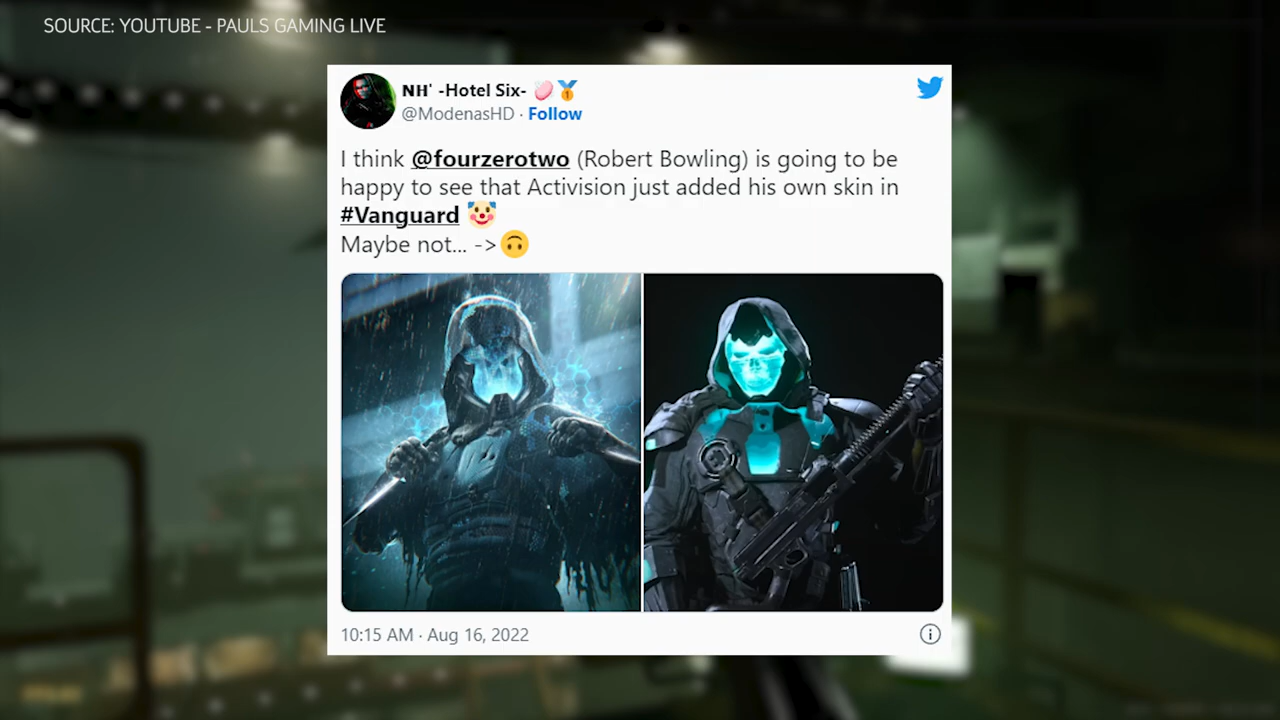 SOURCE: YOUTUBE - PAULS GAMING LIVE
NH' -Hotel Six- 🥏🏅
@ModenasHD · Follow
I think @fourzerotwo (Robert Bowling) is going to be
happy to see that Activision just added his own skin in
#Vanguard 🤡
Maybe not... ->🙃
10:15 AM · Aug 16, 2022